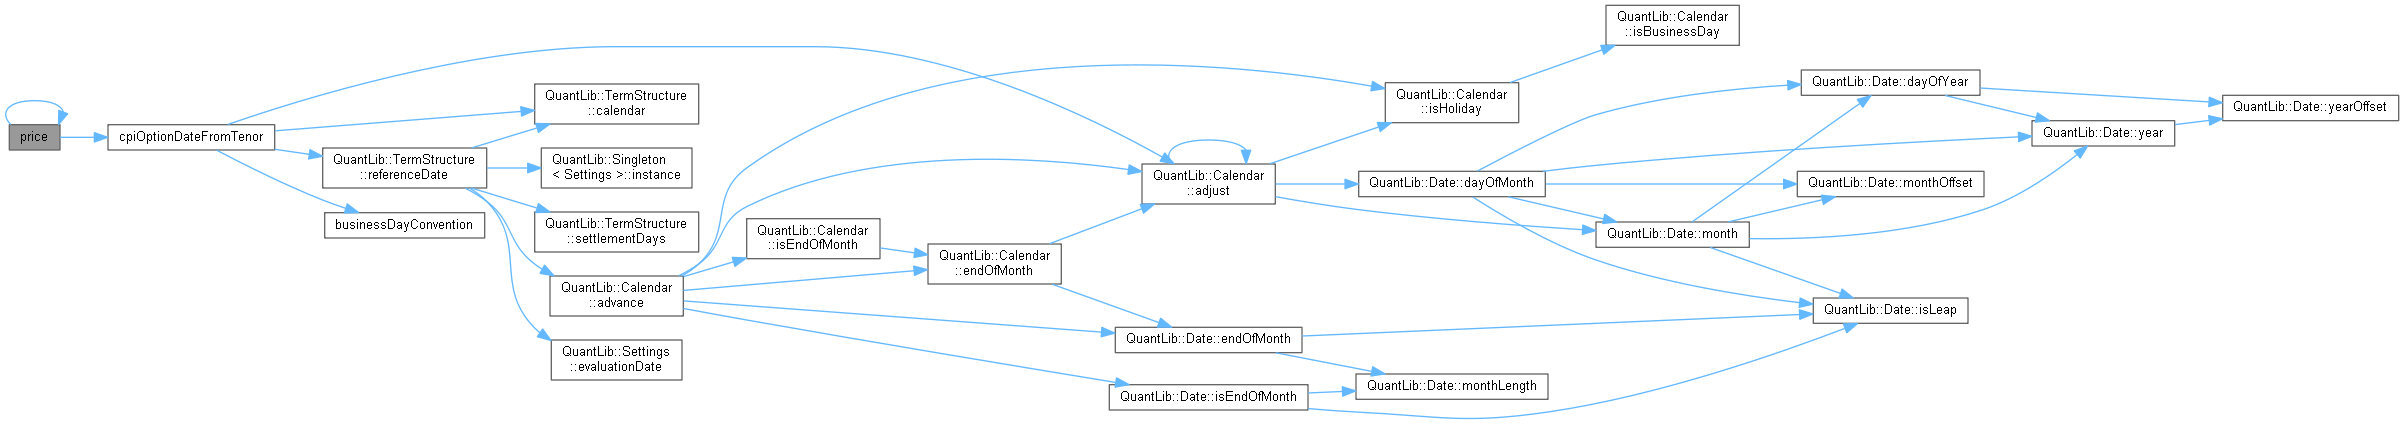 price
cpiOptionDateFromTenor
QuantLib::TermStructure
::calendar
QuantLib::TermStructure
::referenceDate
QuantLib::Singleton
< Settings >::instance
businessDayConvention
QuantLib::TermStructure
::settlementDays
QuantLib::Calendar
::advance
QuantLib::Settings
::evaluationDate
QuantLib::Calendar
::isEndOfMonth
QuantLib::Calendar
::endOfMonth
QuantLib::Calendar
::adjust
QuantLib::Date::endOfMonth
QuantLib::Date::isEndOfMonth
QuantLib::Calendar
::isHoliday
QuantLib::Date::dayOfMonth
QuantLib::Date::monthLength
QuantLib::Calendar
::isBusinessDay
QuantLib::Date::month
QuantLib::Date::dayOfYear
QuantLib::Date::monthOffset
QuantLib::Date::isLeap
QuantLib::Date::year
QuantLib::Date::yearOffset